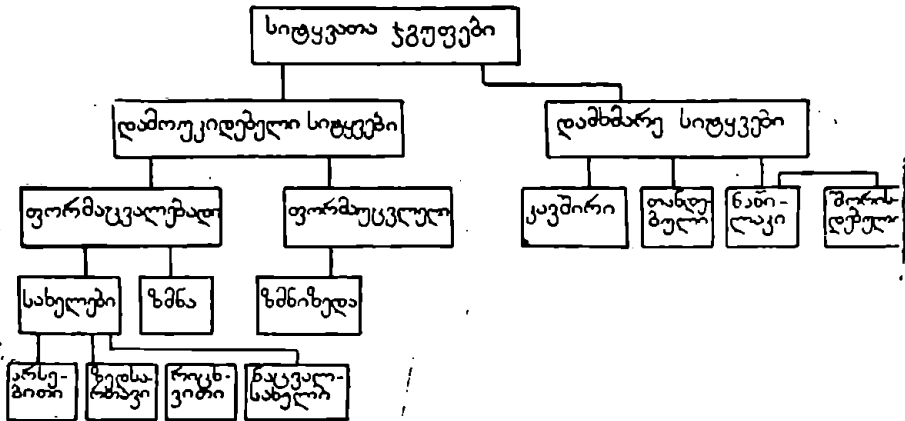 სიტყვათა ჯგუფები
დამოუკიდებელი სიტყვები
დამხმარე სიტყვები
ფორმაცვალებადი
ფორმაუცვლელი
კავშირი
თანდე-
ბული
ნაწი-
ლაკი
შორის-
დებული
სახელები
ზმნა
ზმნიზედა
არსე-
ბითი
ზედსა-
რთავი
რიცხ-
ვითი
ნაცვალ-
სახელი